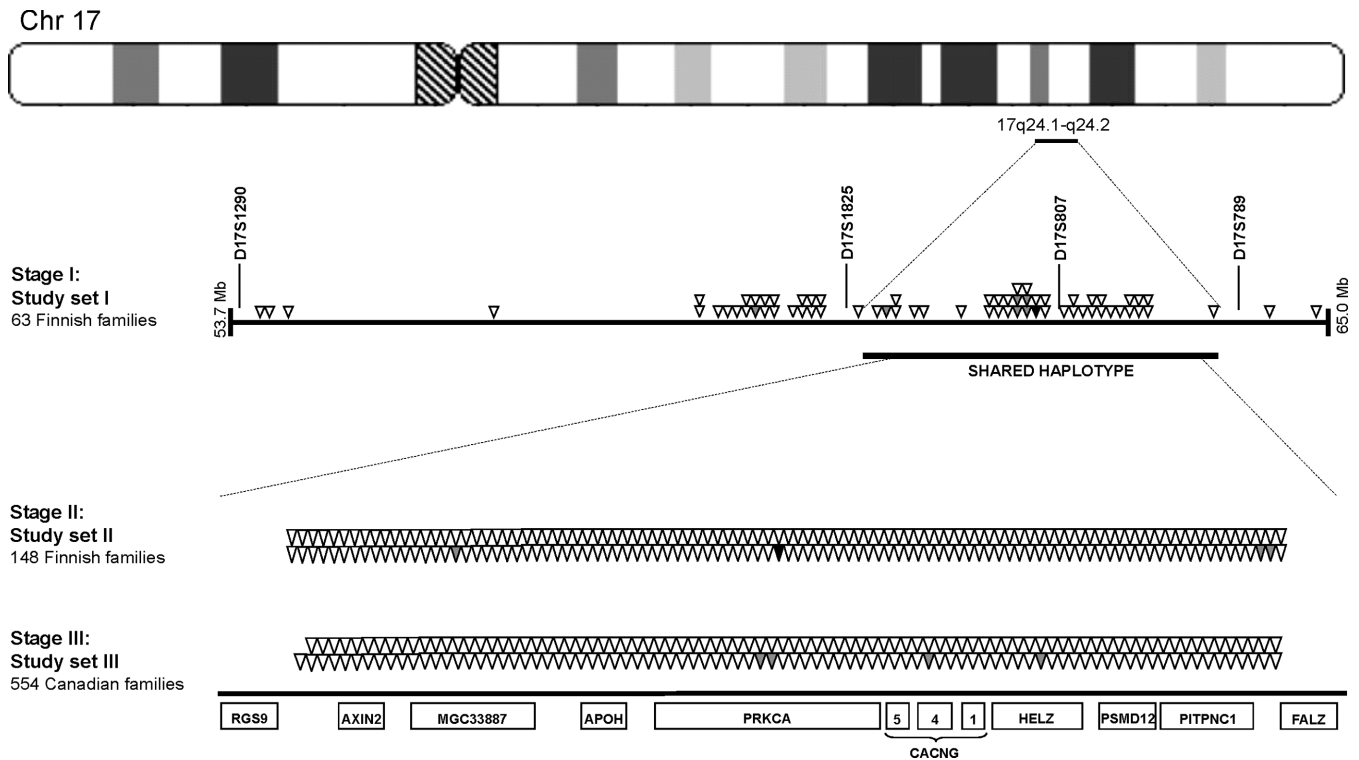 Chr 17
17q24.1-q24.2
D17S1290
D17S1825
D17S807
D17S789
Stage I:
Study set I
63 Finnish families
53.7 Mb
65.0 Mb
SHARED HAPLOTYPE
Stage II:
Study set II
148 Finnish families
Stage III:
Study set III
554 Canadian families
RGS9
AXIN2
MGC33887
APOH
PRKCA
5
4
1
HELZ
PSMD12
PITPNC1
FALZ
CACNG